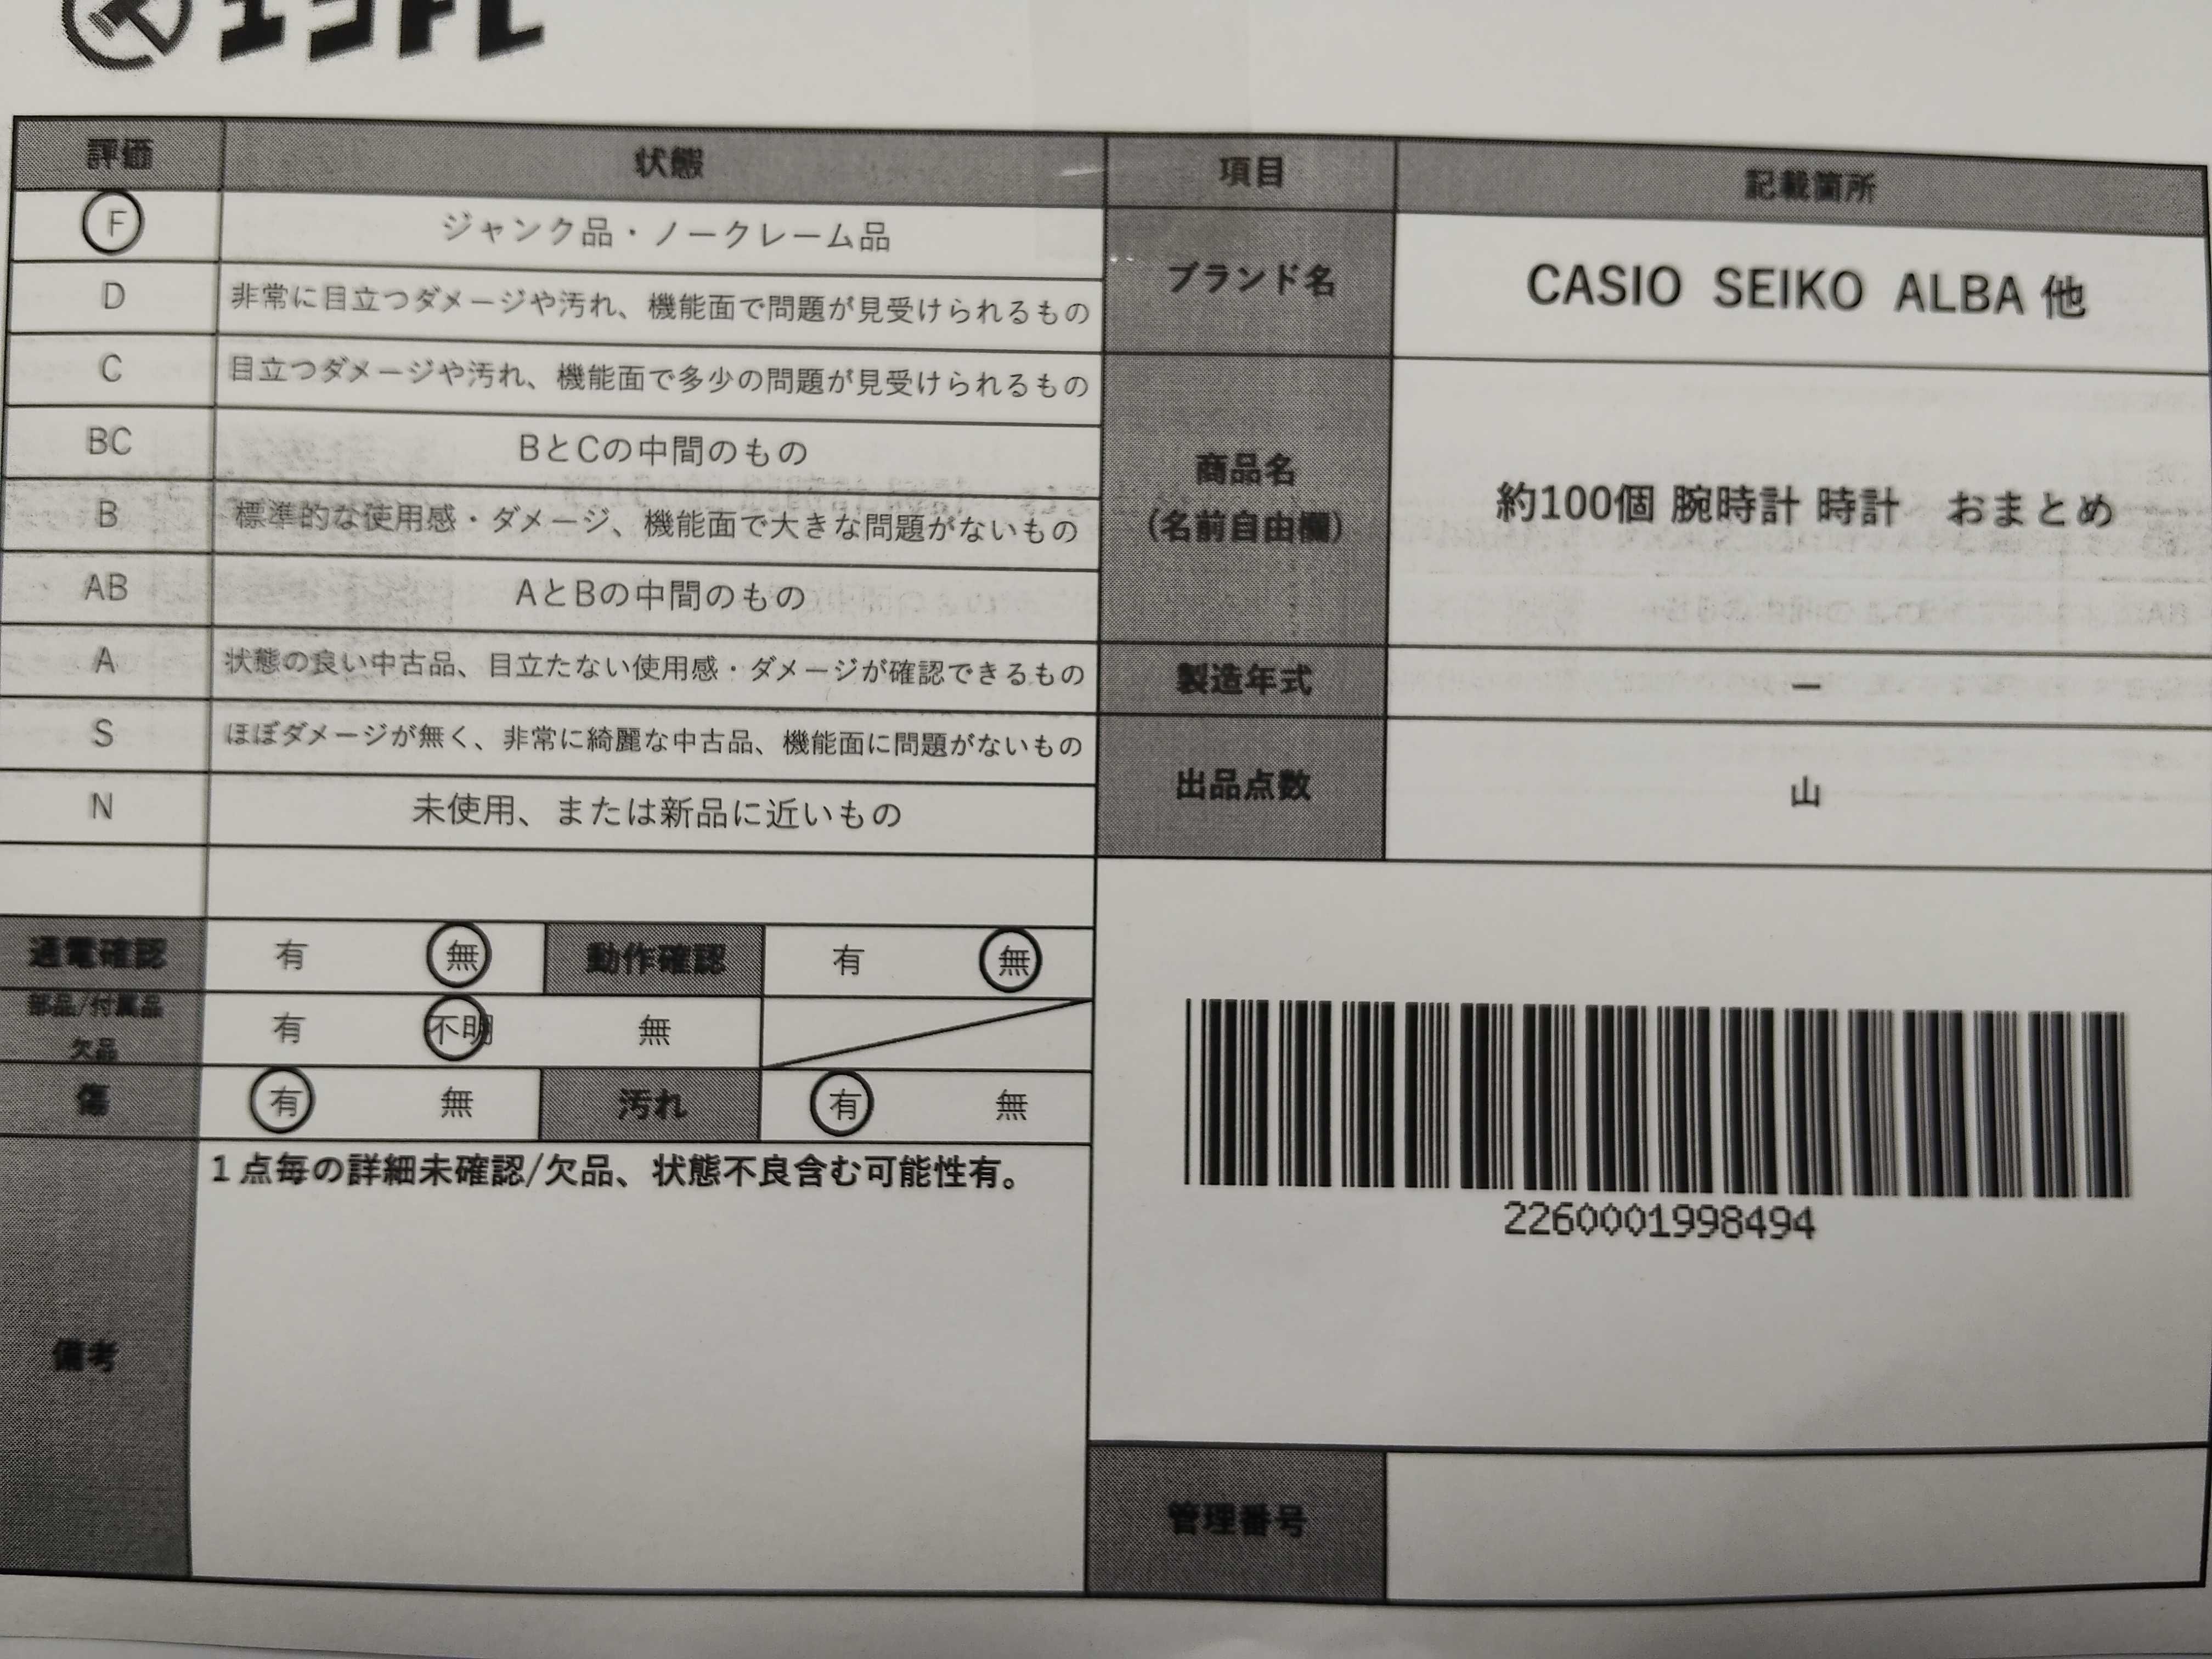 エコトレ
評価 状態 項目 記載箇所
F ジャンク品・ノークレーム品
D 非常に目立つダメージや汚れ、機能面で問題が見受けられるもの
ブランド名 CASIO SEIKO ALBA 他
C 目立つダメージや汚れ、機能面で多少の問題が見受けられるもの
BC BとCの中間のもの
B 標準的な使用感・ダメージ、機能面で大きな問題がないもの
商品名
(名前自由欄)
約100個 腕時計 時計 おまとめ
AB AとBの中間のもの
A 状態の良い中古品、目立たない使用感・ダメージが確認できるもの
製造年式 ー
S ほぼダメージが無く、非常に綺麗な中古品、機能面に問題がないもの
N 未使用、または新品に近いもの
出品点数 山
通電確認 有 無 動作確認 有 無
部品/付属品
欠品
有 不明 無
傷 有 無 汚れ 有 無
備考
1点毎の詳細未確認/欠品、状態不良含む可能性有。
2260001998494
管理番号